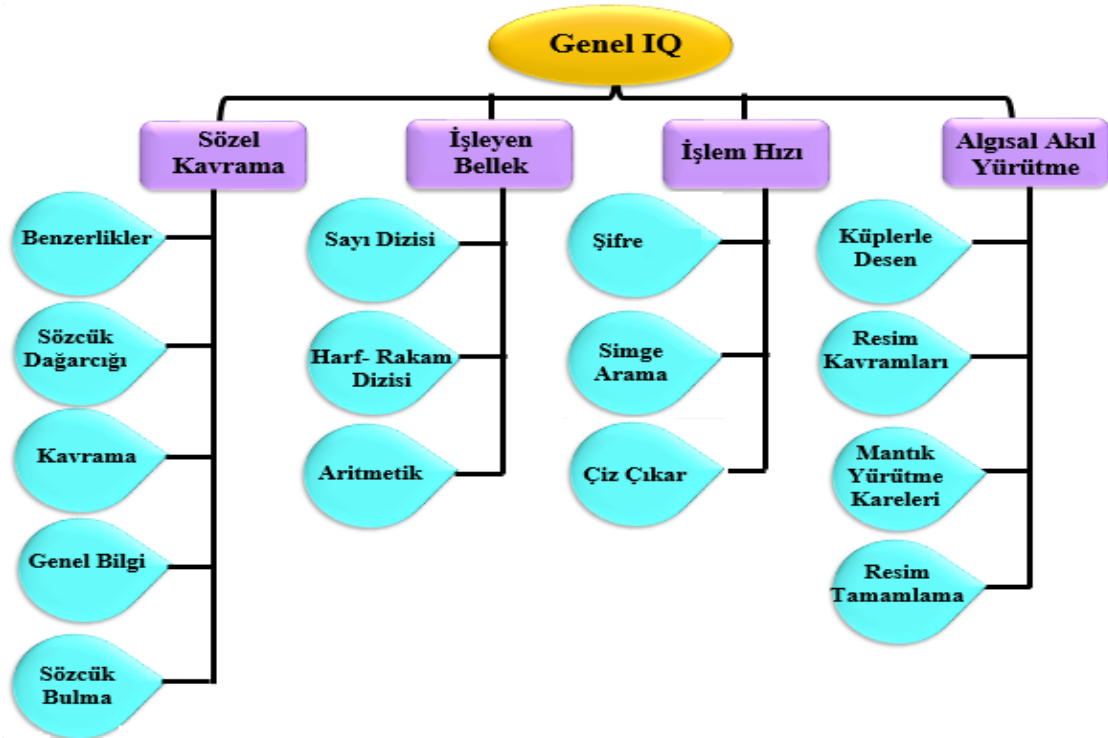 Genel IQ
Sözel
Kavrama
Benzerlikler
Sözcük
Dağarcığı
Kavrama
Genel Bilgi
Sözcük
Bulma
İşleyen
Bellek
Sayı Dizisi
Harf- Rakam
Dizisi
Aritmetik
İşlem Hızı
Şifre
Simge
Arama
Çiz Çıkar
Algısal Akıl
Yürütme
Küplerle
Desen
Resim
Kavramları
Mantık
Yürütme
Kareleri
Resim
Tamamlama